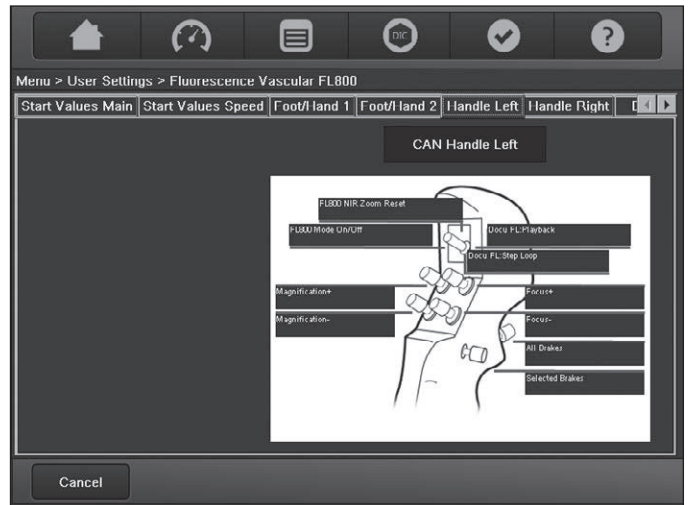 DIC
?
Menu > User Settings > Fluorescence Vascular FL800
Start Values Main Start Values Speed Foot/Hand 1 Foot/Hand 2 Handle Left Handle Right
CAN Handle Left
FL800 NIR Zoom Reset
FL800 Mode On/Off
Docu FL:Playback
Docu FL:Step Loop
Magnification+
Focus+
Magnification-
Focus-
All Brakes
Selected Brakes
Cancel